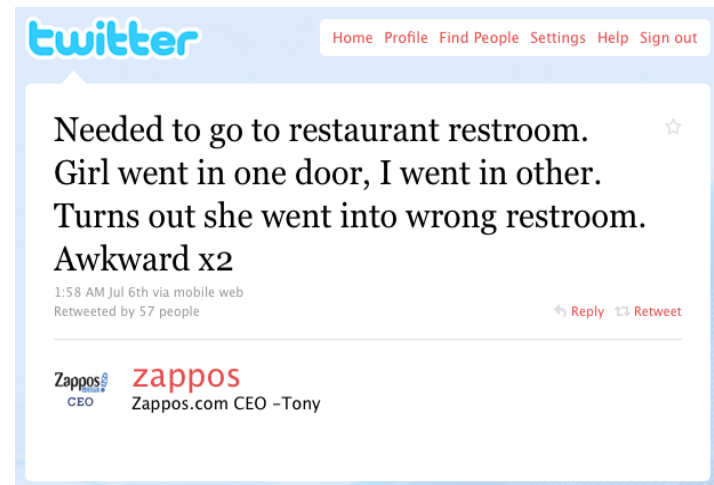 twitter
Home Profile Find People Settings Help Sign out
Needed to go to restaurant restroom.
Girl went in one door, I went in other.
Turns out she went into wrong restroom.
Awkward x2
1:58 AM Jul 6th via mobile web
Retweeted by 57 people
Reply Retweet
Zappos.com
CEO
zappos
Zappos.com CEO –Tony